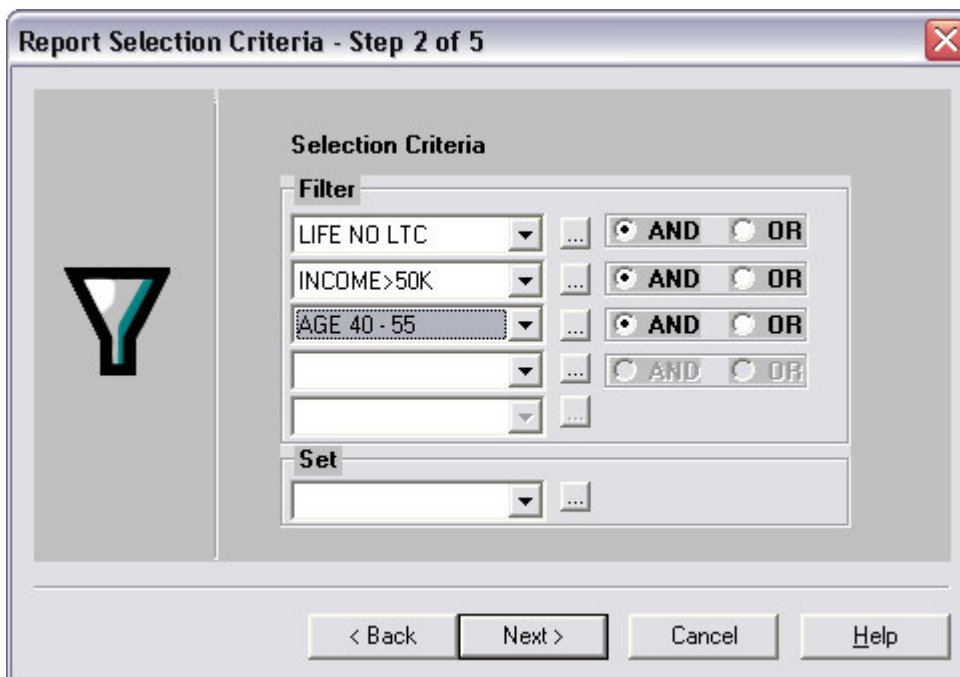 Report Selection Criteria - Step 2 of 5
Selection Criteria
Filter
LIFE NO LTC ... AND OR
INCOME>50K ... AND OR
AGE 40 - 55 ... AND OR
... AND OR
...
Set
...
< Back Next > Cancel Help